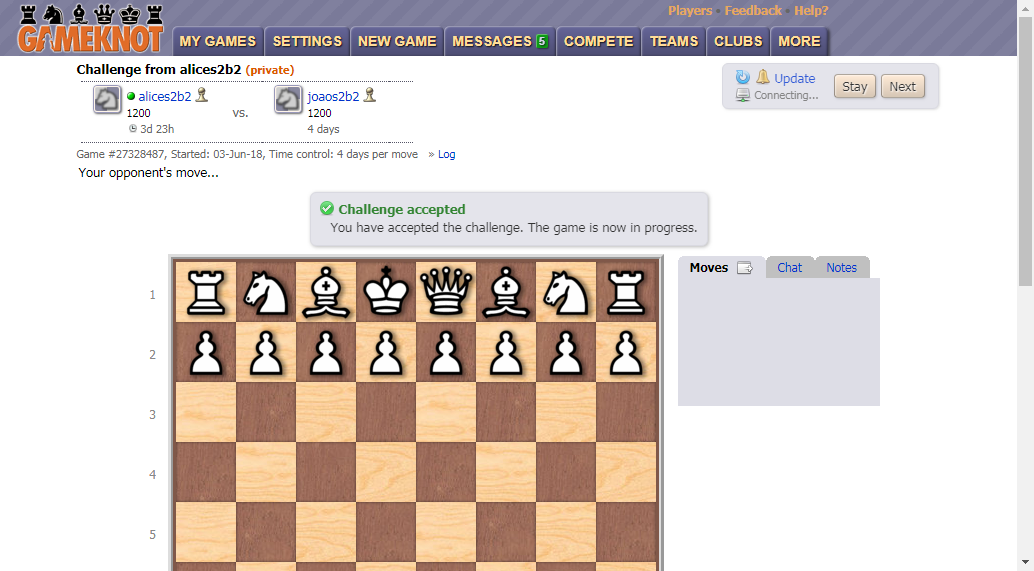 Players • Feedback • Help?
GAMEKNOT
MY GAMES SETTINGS NEW GAME MESSAGES 5 COMPETE TEAMS CLUBS MORE
Challenge from alices2b2 (private)
alices2b2 vs. joaos2b2
1200 1200
3d 23h 4 days
Update
Connecting...
Stay Next
Game #27328487, Started: 03-Jun-18, Time control: 4 days per move » Log
Your opponent's move...
Challenge accepted
You have accepted the challenge. The game is now in progress.
Moves Chat Notes
1
2
3
4
5